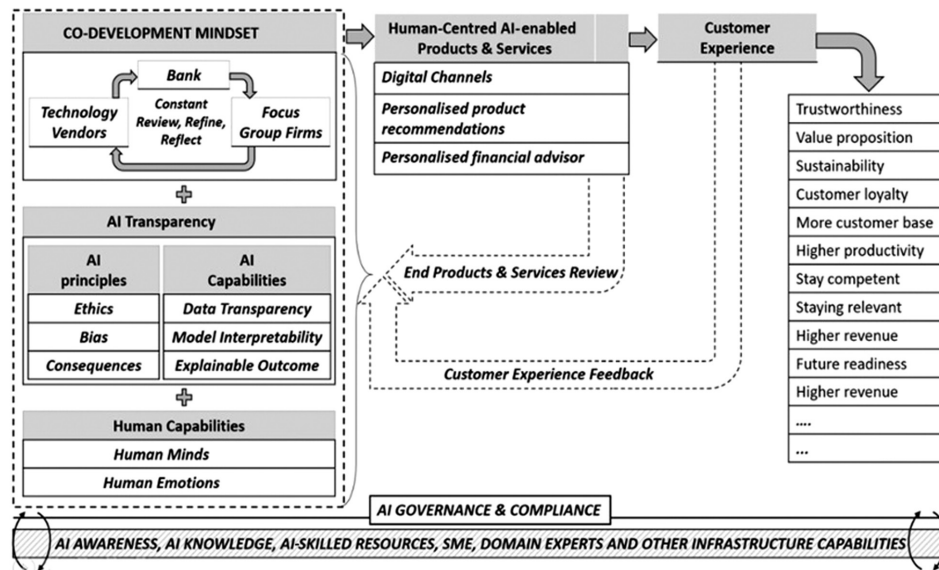 CO-DEVELOPMENT MINDSET
Bank
Technology
Vendors
Constant
Review, Refine,
Reflect
Focus
Group Firms
+
AI Transparency
AI
principles
Ethics
Bias
Consequences
AI
Capabilities
Data Transparency
Model Interpretability
Explainable Outcome
+
Human Capabilities
Human Minds
Human Emotions
Human-Centred AI-enabled
Products & Services
Digital Channels
Personalised product
recommendations
Personalised financial advisor
End Products & Services Review
Customer Experience Feedback
Customer
Experience
Trustworthiness
Value proposition
Sustainability
Customer loyalty
More customer base
Higher productivity
Stay competent
Staying relevant
Higher revenue
Future readiness
Higher revenue
....
...
AI GOVERNANCE & COMPLIANCE
AI AWARENESS, AI KNOWLEDGE, AI-SKILLED RESOURCES, SME, DOMAIN EXPERTS AND OTHER INFRASTRUCTURE CAPABILITIES